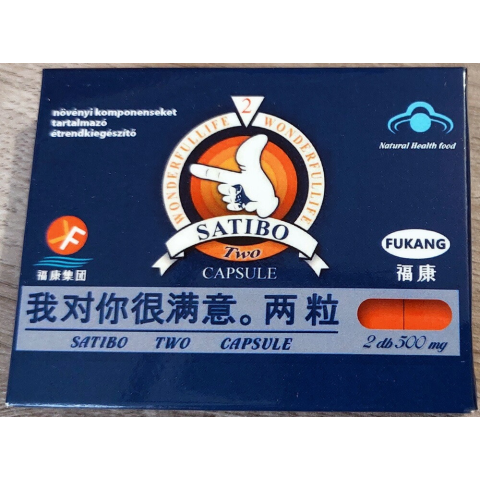 növényi komponenseket
tartalmazó
étrendkiegészítő
2
WONDERFULLIFE WONDERFULLIFE
SATIBO
Two
CAPSULE
Natural Health food
F
福康集团
FUKANG
福康
我对你很满意。两粒
SATIBO TWO CAPSULE
2 db 500 mg